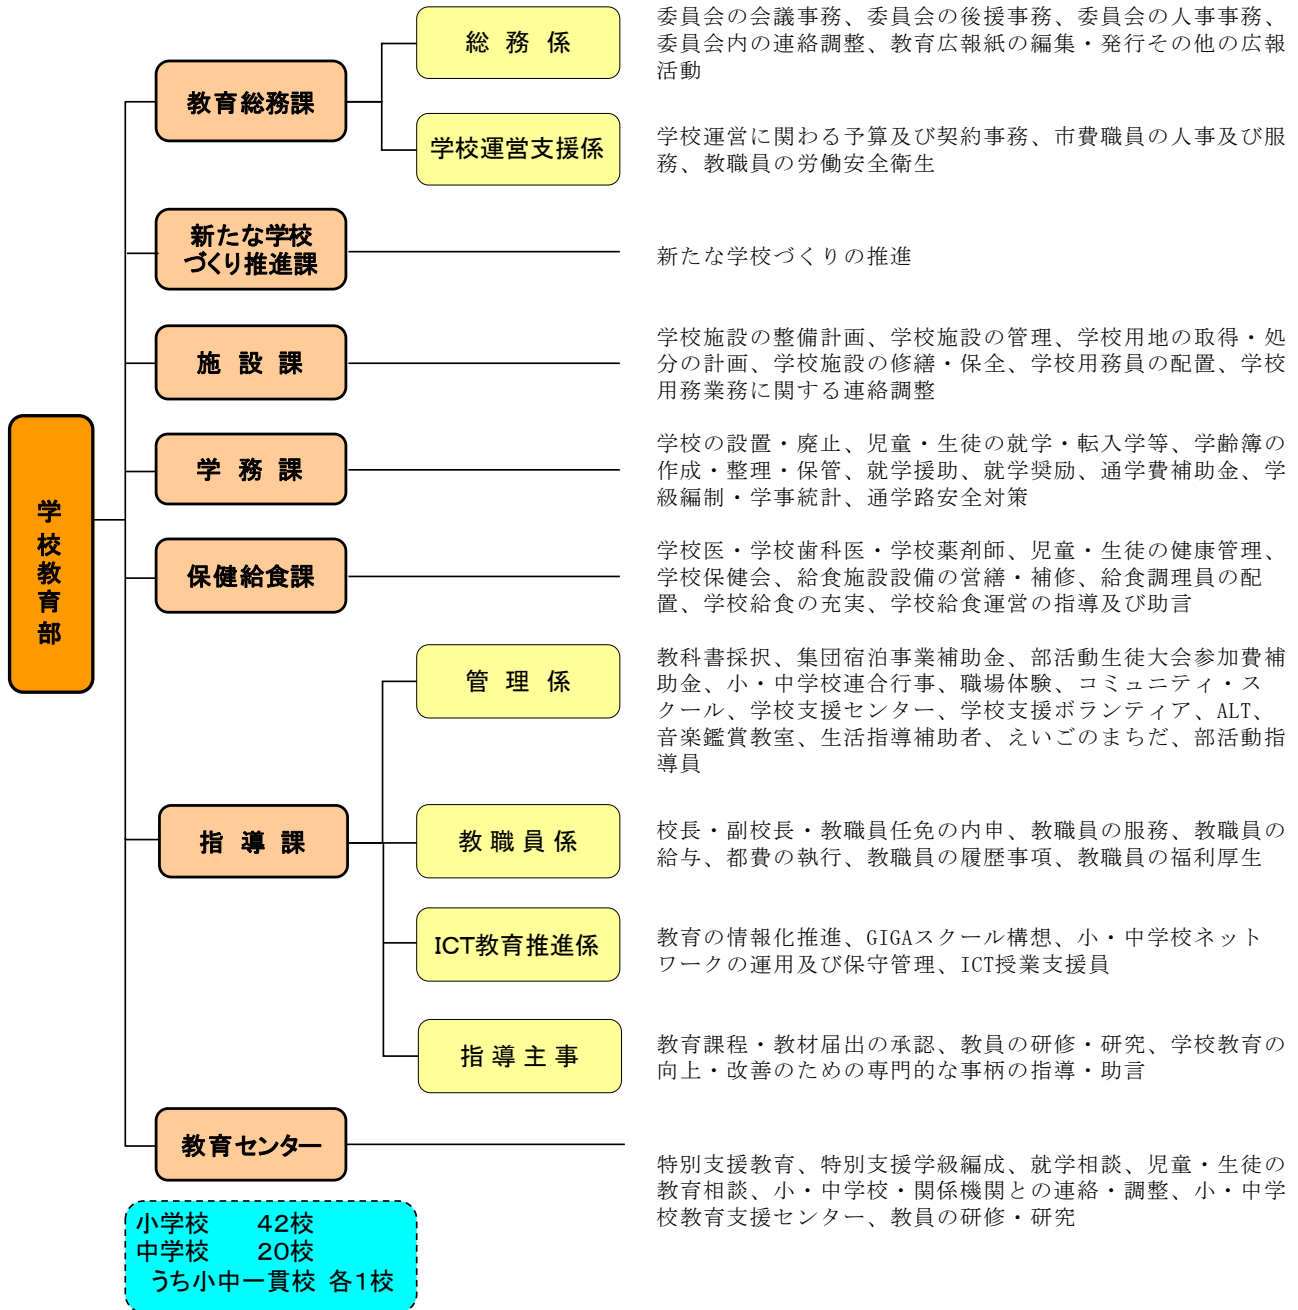 学校教育部
教育総務課
総務係
委員会の会議事務、委員会の後援事務、委員会の人事事務、
委員会内の連絡調整、教育広報紙の編集・発行その他の広報
活動
学校運営支援係
学校運営に関わる予算及び契約事務、市費職員の人事及び服
務、教職員の労働安全衛生
新たな学校
づくり推進課
新たな学校づくりの推進
施設課
学校施設の整備計画、学校施設の管理、学校用地の取得・処
分の計画、学校施設の修繕・保全、学校用務員の配置、学校
用務業務に関する連絡調整
学務課
学校の設置・廃止、児童・生徒の就学・転入学等、学齢簿の
作成・整理・保管、就学援助、就学奨励、通学費補助金、学
級編制・学事統計、通学路安全対策
保健給食課
学校医・学校歯科医・学校薬剤師、児童・生徒の健康管理、
学校保健会、給食施設設備の営繕・補修、給食調理員の配
置、学校給食の充実、学校給食運営の指導及び助言
指導課
管理係
教科書採択、集団宿泊事業補助金、部活動生徒大会参加費補
助金、小・中学校連合行事、職場体験、コミュニティ・ス
クール、学校支援センター、学校支援ボランティア、ALT、
音楽鑑賞教室、生活指導補助者、えいごのまちだ、部活動指
導員
教職員係
校長・副校長・教職員任免の内申、教職員の服務、教職員の
給与、都費の執行、教職員の履歴事項、教職員の福利厚生
ICT教育推進係
教育の情報化推進、GIGAスクール構想、小・中学校ネット
ワークの運用及び保守管理、ICT授業支援員
指導主事
教育課程・教材届出の承認、教員の研修・研究、学校教育の
向上・改善のための専門的な事柄の指導・助言
教育センター
特別支援教育、特別支援学級編成、就学相談、児童・生徒の
教育相談、小・中学校・関係機関との連絡・調整、小・中学
校教育支援センター、教員の研修・研究
小学校　42校
中学校　20校
うち小中一貫校 各1校